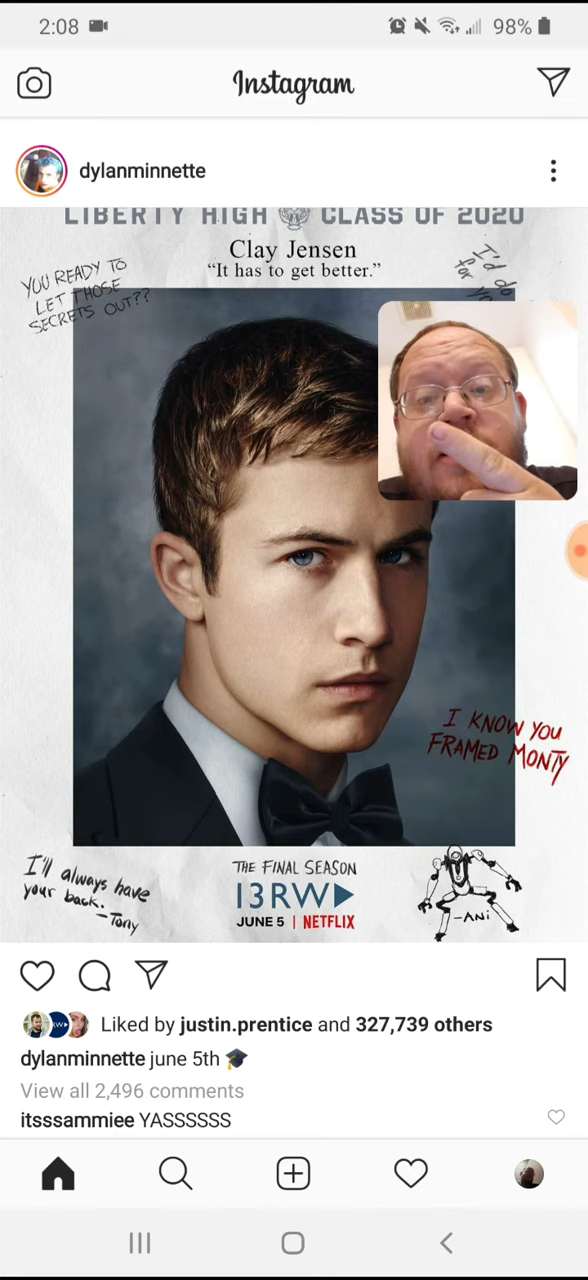 2:08
98%
Instagram
dylanminnette
LIBERTY HIGH CLASS OF 2020
Clay Jensen
“It has to get better.”
YOU READY TO
LET THOSE
SECRETS OUT??
I'd do
for yo
I KNOW YOU
FRAMED MONTY
I'll always have
your back.
-Tony
THE FINAL SEASON
13RW
JUNE 5 | NETFLIX
-ANi
Liked by justin.prentice and 327,739 others
dylanminnette june 5th
View all 2,496 comments
itsssammiee YASSSSSS